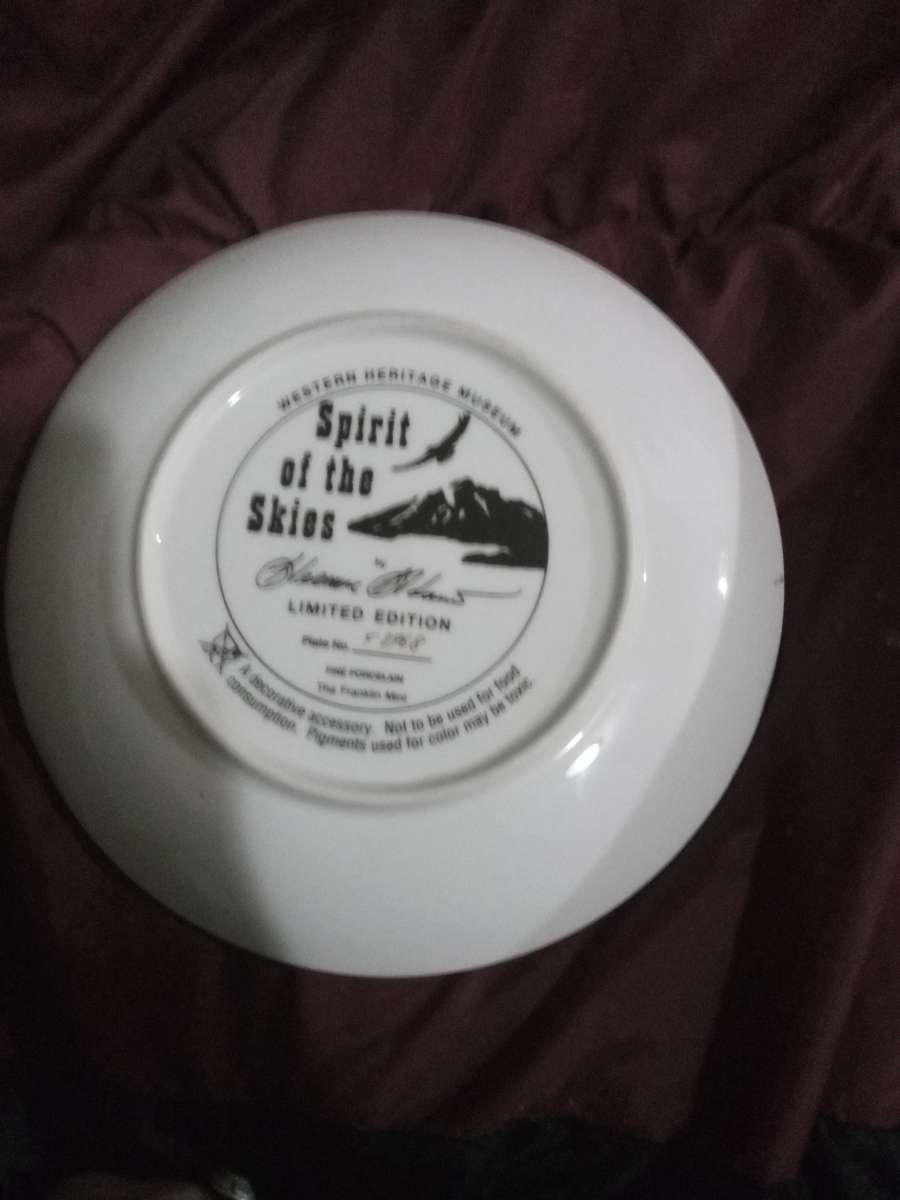 WESTERN HERITAGE MUSEUM
Spirit
of the
Skies
by
LIMITED EDITION
Plate No.
FINE PORCELAIN
The Franklin Mint
A decorative accessory. Not to be used for food
consumption. Pigments used for color may be toxic.